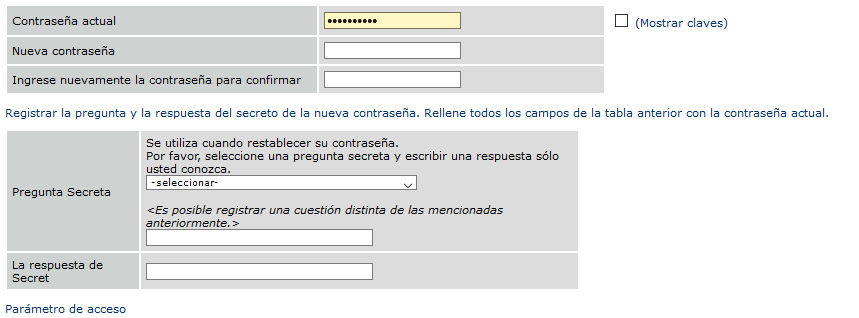 Contraseña actual
••••••••••
(Mostrar claves)
Nueva contraseña
Ingrese nuevamente la contraseña para confirmar
Registrar la pregunta y la respuesta del secreto de la nueva contraseña. Rellene todos los campos de la tabla anterior con la contraseña actual.
Pregunta Secreta
Se utiliza cuando restablecer su contraseña.
Por favor, seleccione una pregunta secreta y escribir una respuesta sólo
usted conozca.
-seleccionar-
<Es posible registrar una cuestión distinta de las mencionadas
anteriormente.>
La respuesta de
Secret
Parámetro de acceso